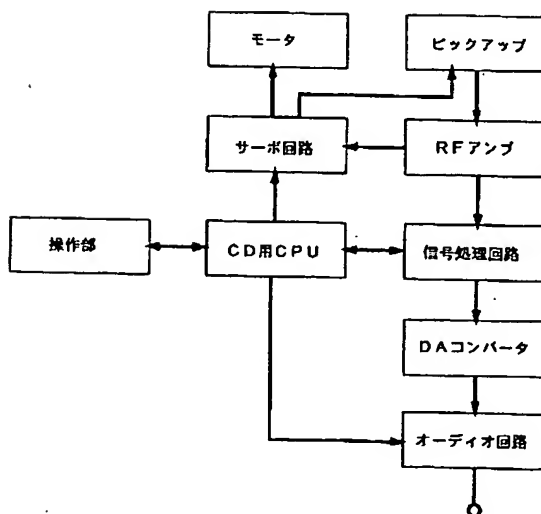 モータ
ピックアップ
サーボ回路
RFアンプ
操作部
CD用CPU
信号処理回路
DAコンバータ
オーディオ回路